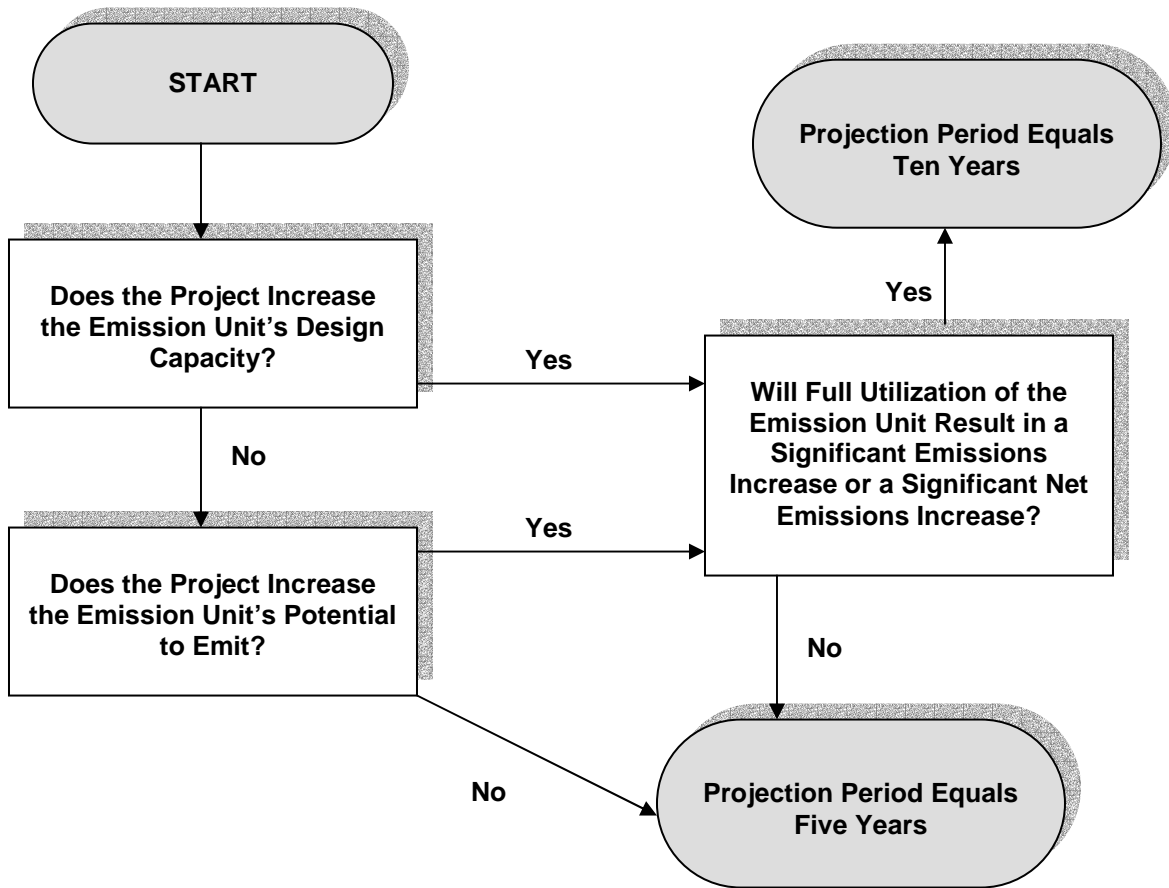 START
Projection Period Equals
Ten Years
Does the Project Increase
the Emission Unit’s Design
Capacity?
Yes
Yes
Will Full Utilization of the
Emission Unit Result in a
Significant Emissions
Increase or a Significant Net
Emissions Increase?
No
Does the Project Increase
the Emission Unit’s Potential
to Emit?
Yes
No
No
Projection Period Equals
Five Years